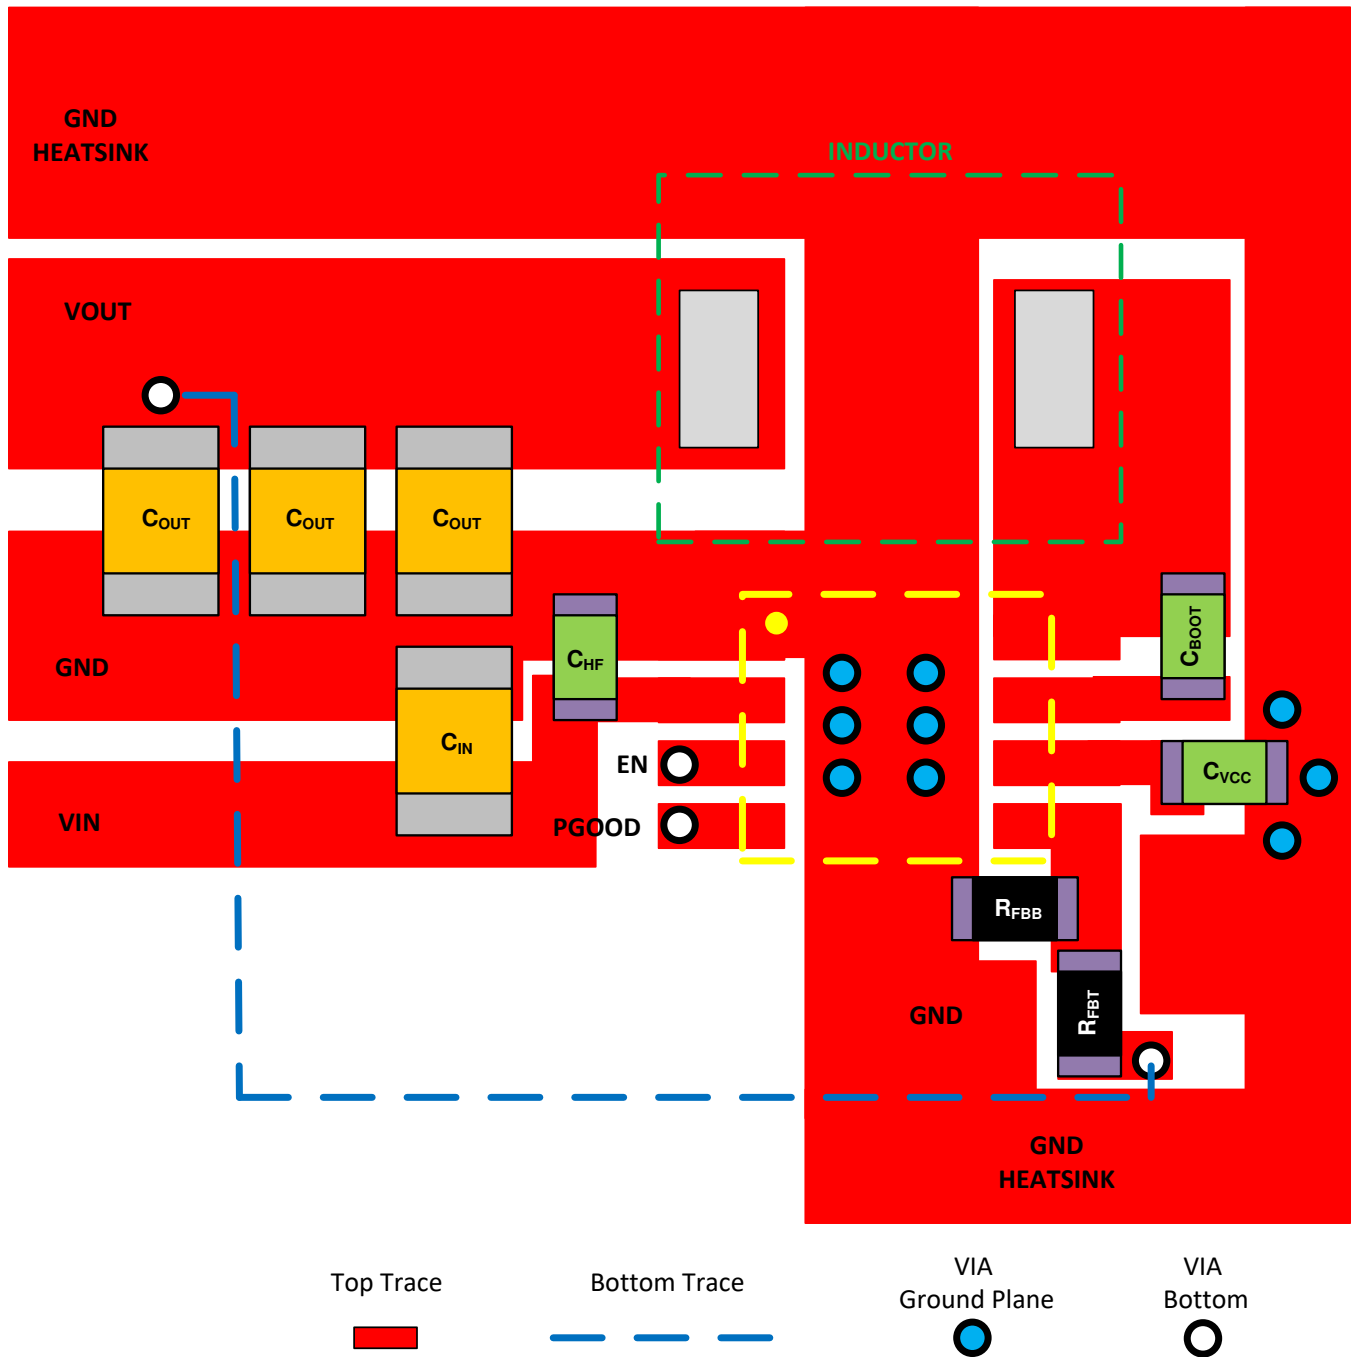 GND
HEATSINK
INDUCTOR
VOUT
COUT
COUT
COUT
CBOOT
GND
CHF
CIN
EN
CVCC
VIN
PGOOD
RFBB
GND
RFBT
GND
HEATSINK
Top Trace
Bottom Trace
VIA
Ground Plane
VIA
Bottom